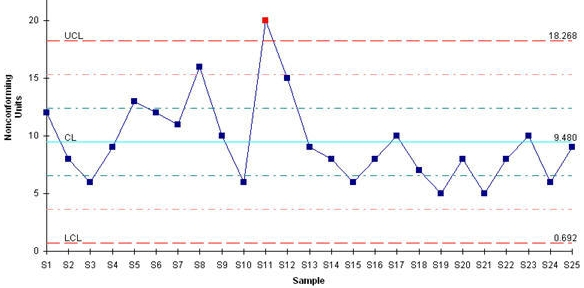 20
UCL
18.268
15
Nonconforming
Units
10
CL
9.480
5
LCL
0.692
0
S1 S2 S3 S4 S5 S6 S7 S8 S9 S10 S11 S12 S13 S14 S15 S16 S17 S18 S19 S20 S21 S22 S23 S24 S25
Sample